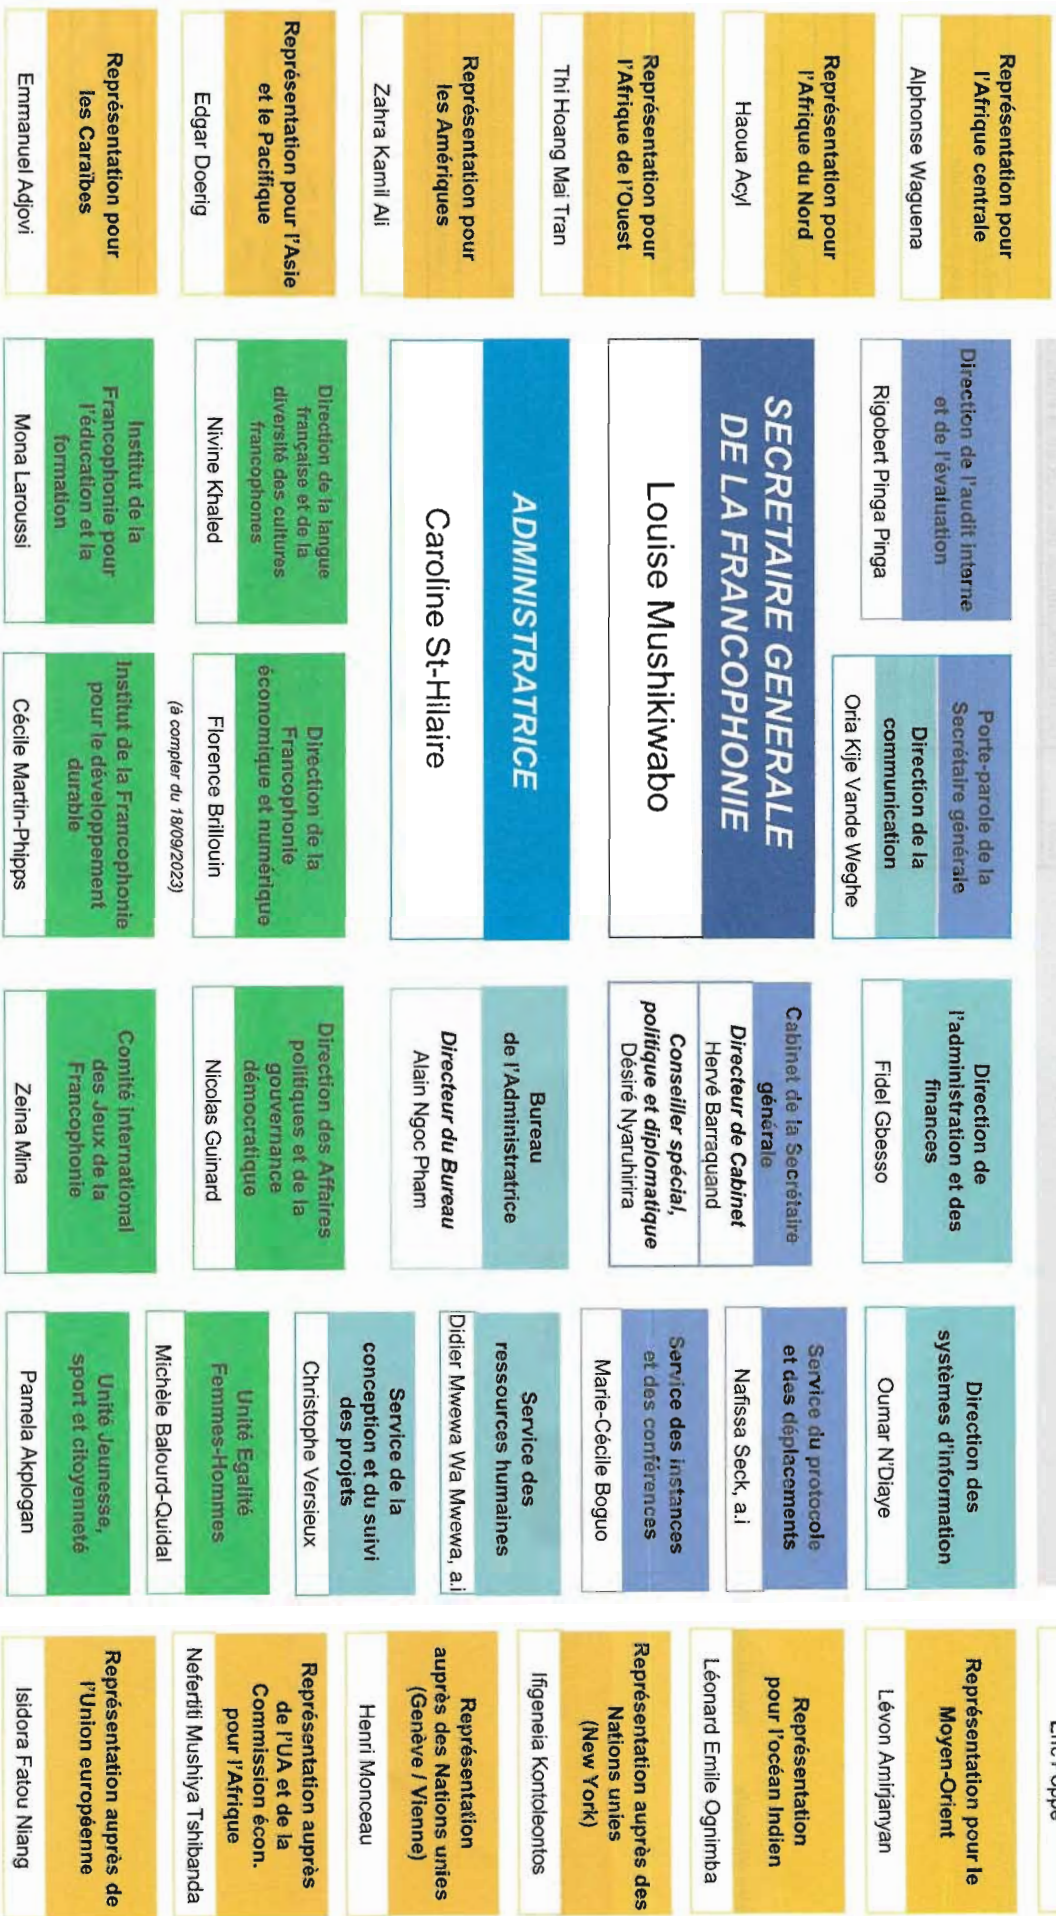 Eric Poppe
Représentation pour
l'Afrique centrale
Alphonse Waguena
Représentation pour
l'Afrique du Nord
Haoua Acyl
Représentation pour
l'Afrique de l'Ouest
Thi Hoang Mai Tran
Représentation pour
les Amériques
Zahra Kamil Ali
Représentation pour l'Asie
et le Pacifique
Edgar Doerig
Représentation pour
les Caraïbes
Emmanuel Adjovi
Direction de l'audit interne
et de l'évaluation
Rigobert Pinga Pinga
Porte-parole de la
Secrétaire générale
Direction de la
communication
Oria Kije Vande Weghe
Direction de
l'administration et des
finances
Fidel Gbesso
Direction des
systèmes d'information
Oumar N'Diaye
SECRETAIRE GENERALE
DE LA FRANCOPHONIE
Louise Mushikiwabo
Cabinet de la Secrétaire
générale
Directeur de Cabinet
Hervé Barraquand
Conseiller spécial,
politique et diplomatique
Désiré Nyaruhirira
Service du protocole
et des déplacements
Nafissa Seck, a.i
Service des instances
et des conférences
Marie-Cécile Boguo
ADMINISTRATRICE
Caroline St-Hilaire
Bureau
de l'Administratrice
Directeur du Bureau
Alain Ngoc Pham
Service des
ressources humaines
Didier Mwewa Wa Mwewa, a.i
Service de la
conception et du suivi
des projets
Christophe Versieux
Direction de la langue
française et de la
diversité des cultures
francophones
Nivine Khaled
Direction de la
Francophonie
économique et numérique
Florence Brillouin
(à compter du 18/09/2023)
Direction des Affaires
politiques et de la
gouvernance
démocratique
Nicolas Guinard
Unité Egalité
Femmes-Hommes
Michèle Balourd-Quidal
Institut de la
Francophonie pour
l'éducation et la
formation
Mona Laroussi
Institut de la Francophonie
pour le développement
durable
Cécile Martin-Phipps
Comité international
des Jeux de la
Francophonie
Zeina Mina
Unité Jeunesse,
sport et citoyenneté
Pamela Akplogan
Représentation pour le
Moyen-Orient
Lévon Amirjanyan
Représentation
pour l'océan Indien
Léonard Emile Ognimba
Représentation auprès des
Nations unies
(New York)
Ifigeneia Kontoleontos
Représentation
auprès des Nations unies
(Genève / Vienne)
Henri Monceau
Représentation auprès
de l'UA et de la
Commission écon.
pour l'Afrique
Nefertiti Mushiya Tshibanda
Représentation auprès de
l'Union européenne
Isidora Fatou Niang